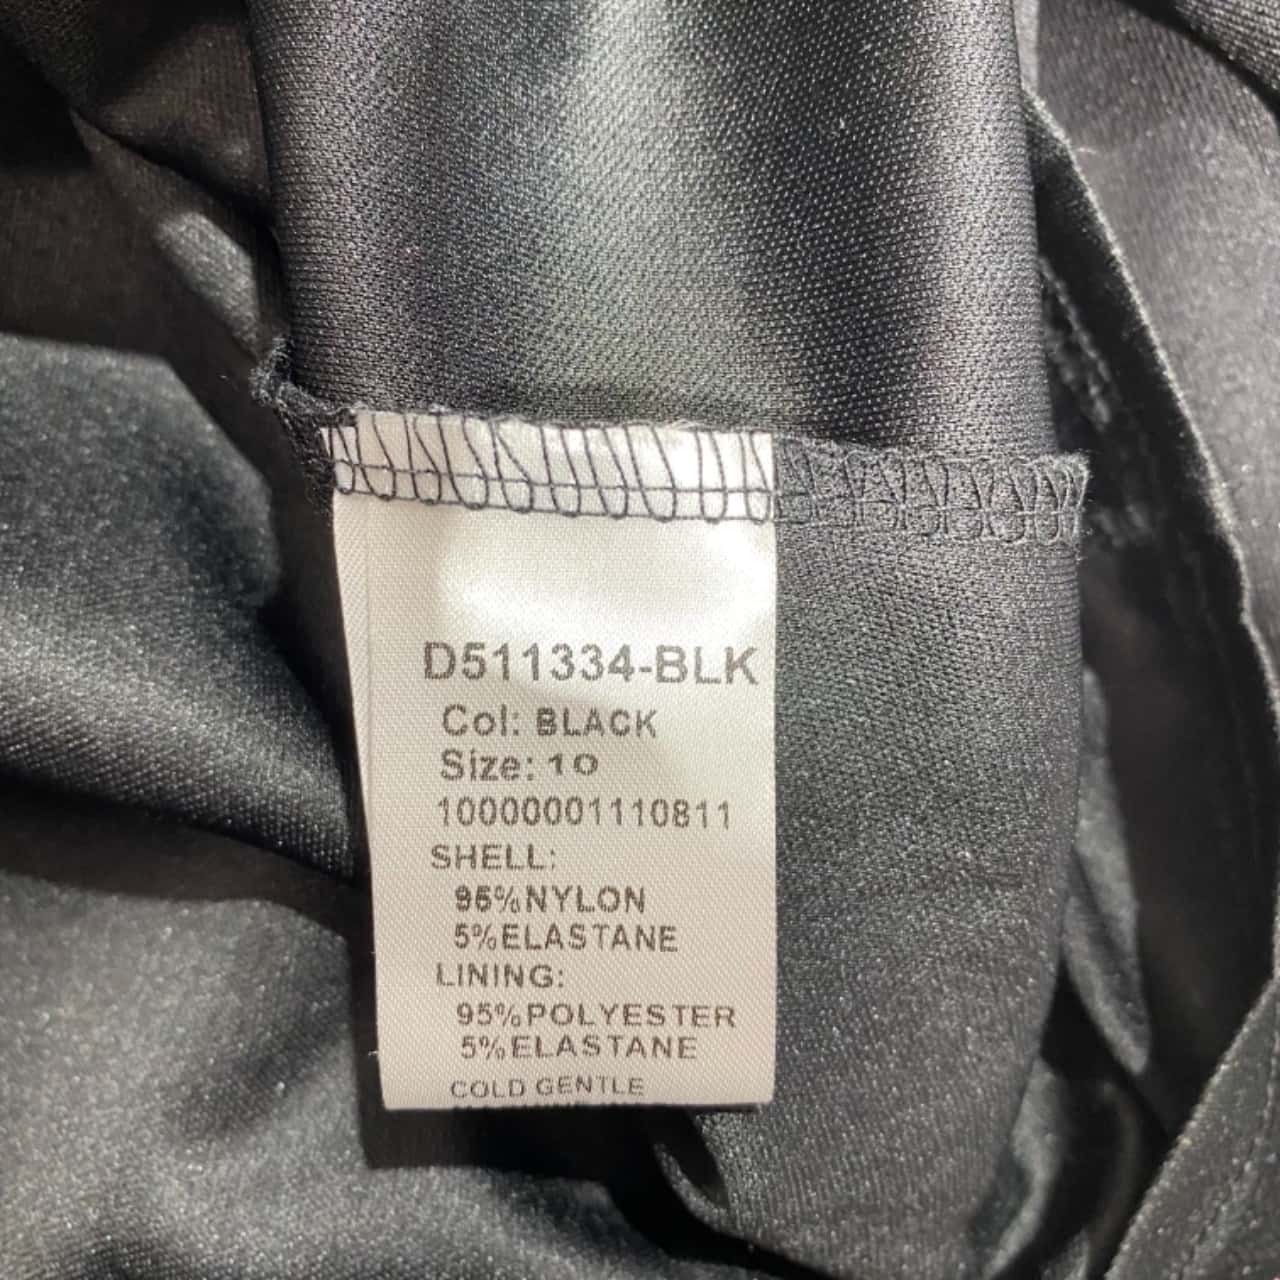 D511334-BLK
Col: BLACK
Size: 10
10000001110811
SHELL:
95%NYLON
5%ELASTANE
LINING:
95%POLYESTER
5%ELASTANE
COLD GENTLE